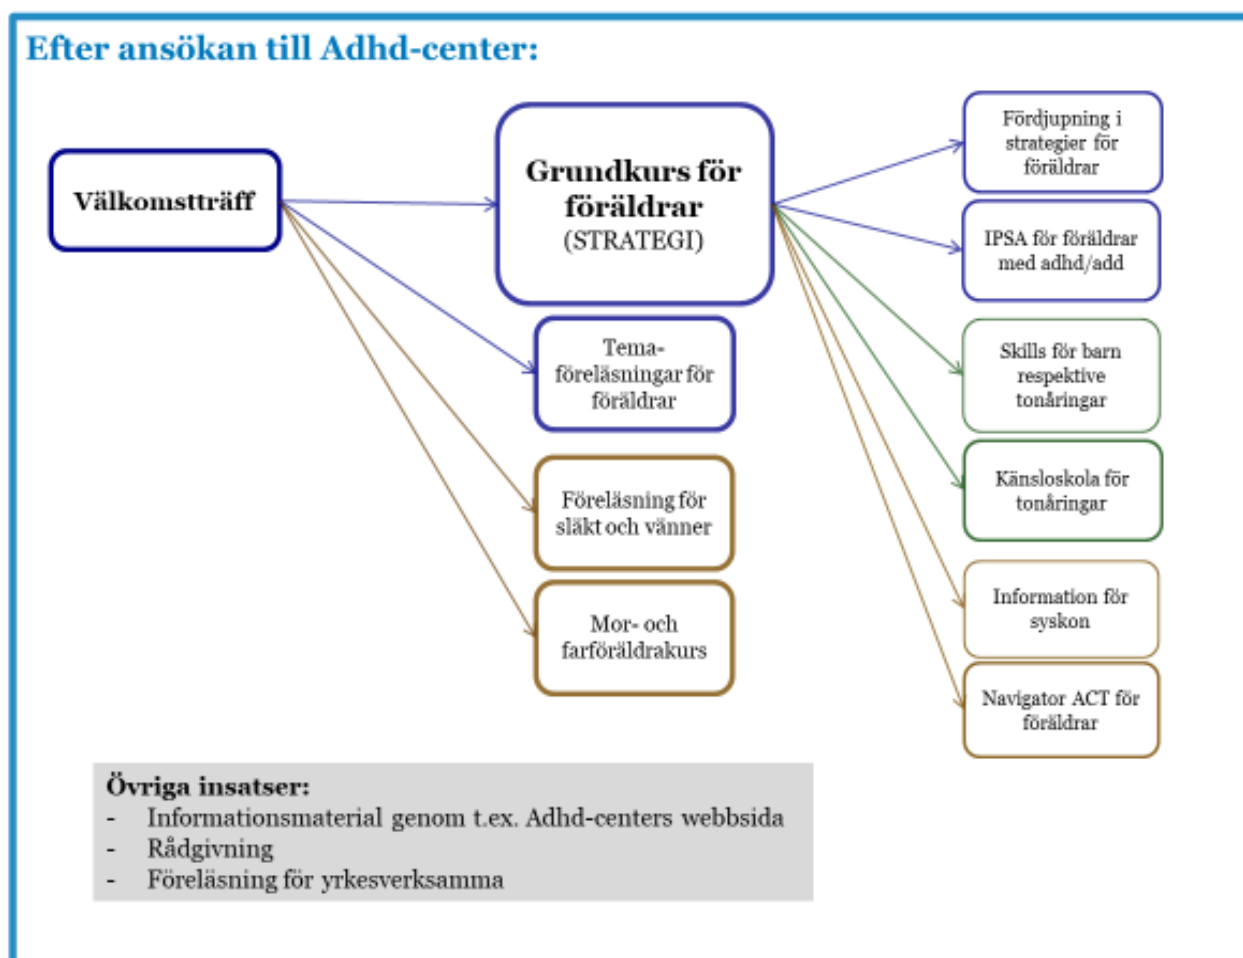 Efter ansökan till Adhd-center:
Välkomstträff
Grundkurs för
föräldrar
(STRATEGI)
Tema-
föreläsningar för
föräldrar
Föreläsning för
släkt och vänner
Mor- och
farföräldrakurs
Fördjupning i
strategier för
föräldrar
IPSA för föräldrar
med adhd/add
Skills för barn
respektive
tonåringar
Känsloskola för
tonåringar
Information för
syskon
Navigator ACT för
föräldrar
Övriga insatser:
- Informationsmaterial genom t.ex. Adhd-centers webbsida
- Rådgivning
- Föreläsning för yrkesverksamma